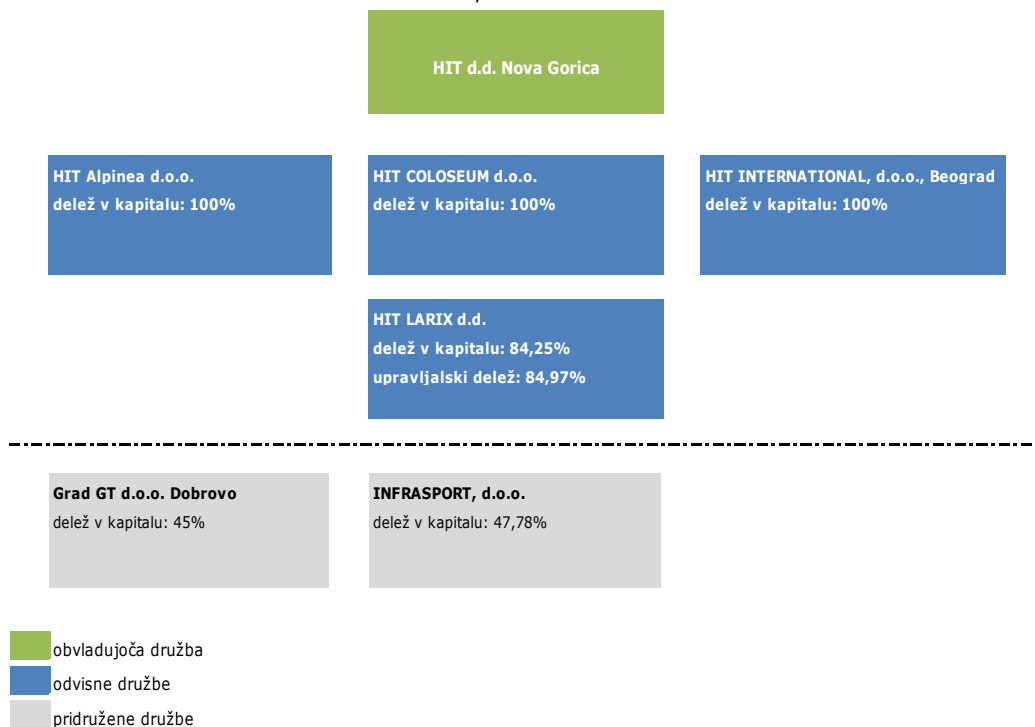 HIT d.d. Nova Gorica
HIT Alpinea d.o.o.
delež v kapitalu: 100%
HIT COLOSEUM d.o.o.
delež v kapitalu: 100%
HIT INTERNATIONAL, d.o.o., Beograd
delež v kapitalu: 100%
HIT LARIX d.d.
delež v kapitalu: 84,25%
upravljalski delež: 84,97%
Grad GT d.o.o. Dobrovo
delež v kapitalu: 45%
INFRASPORT, d.o.o.
delež v kapitalu: 47,78%
obvladujoča družba
odvisne družbe
pridružene družbe